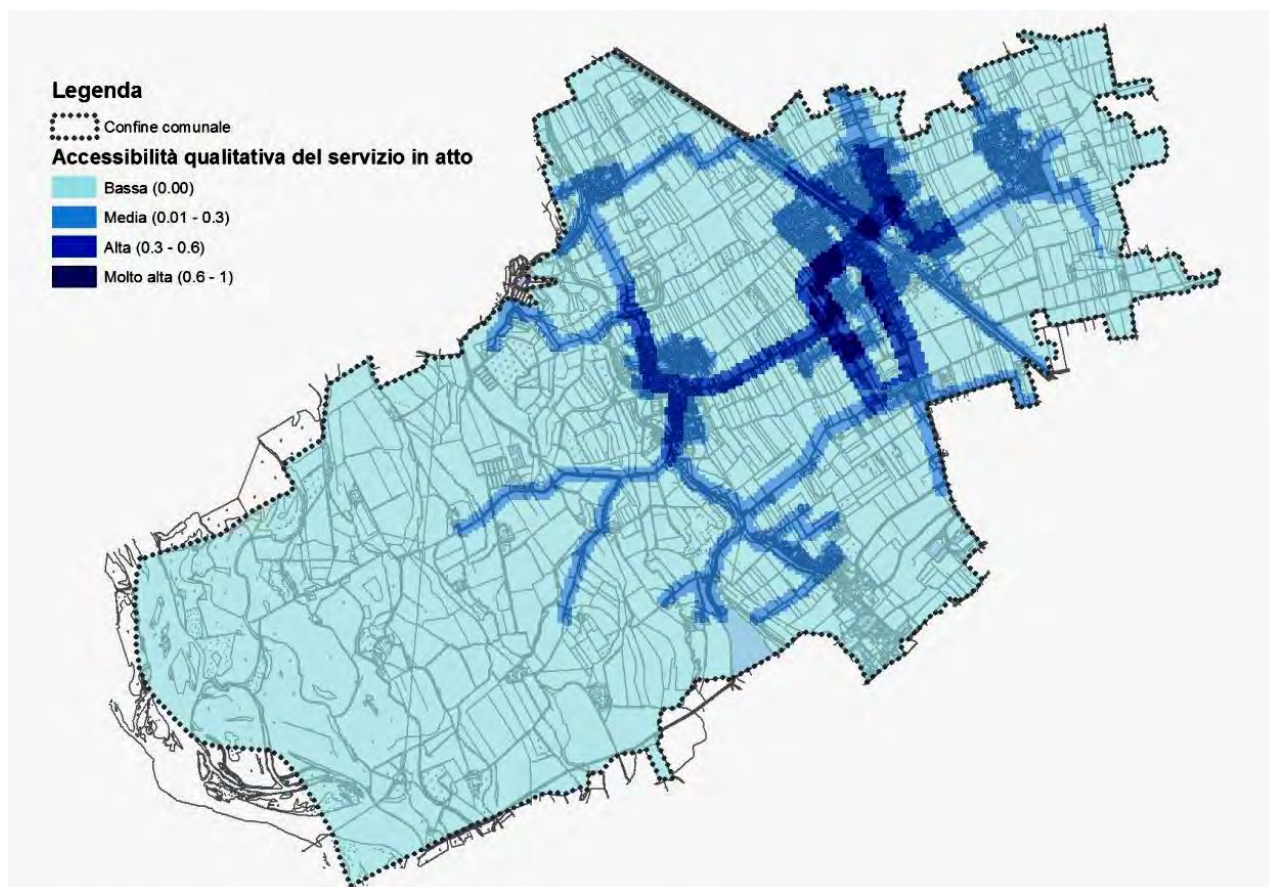 Legenda
Confine comunale
Accessibilità qualitativa del servizio in atto
Bassa (0.00)
Media (0.01 - 0.3)
Alta (0.3 - 0.6)
Molto alta (0.6 - 1)